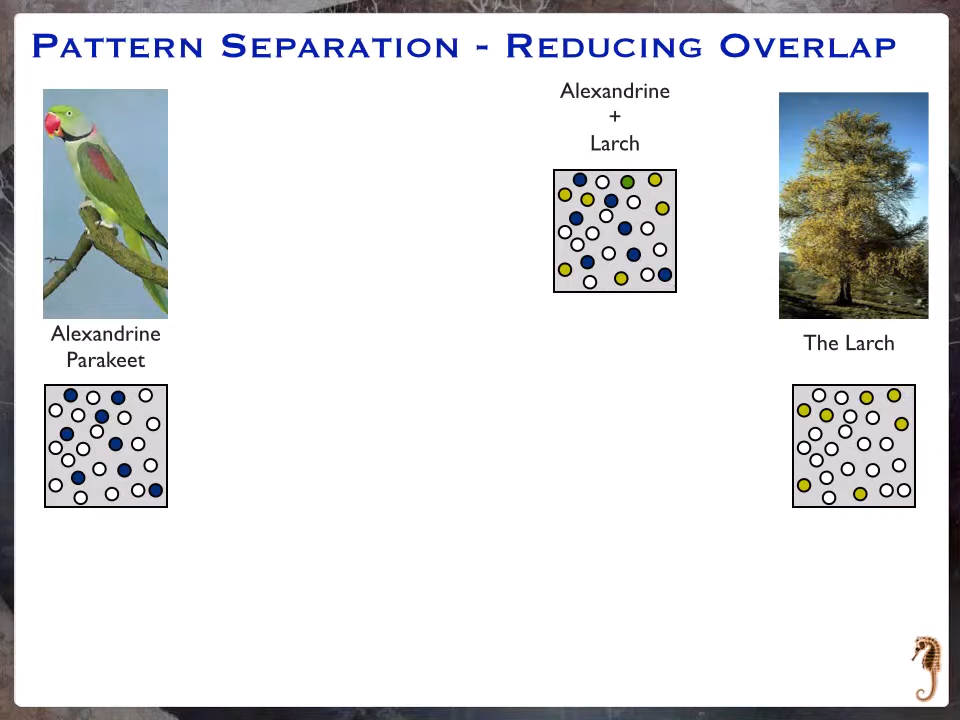 Pattern Separation - Reducing Overlap
Alexandrine
+
Larch
Alexandrine
Parakeet
The Larch